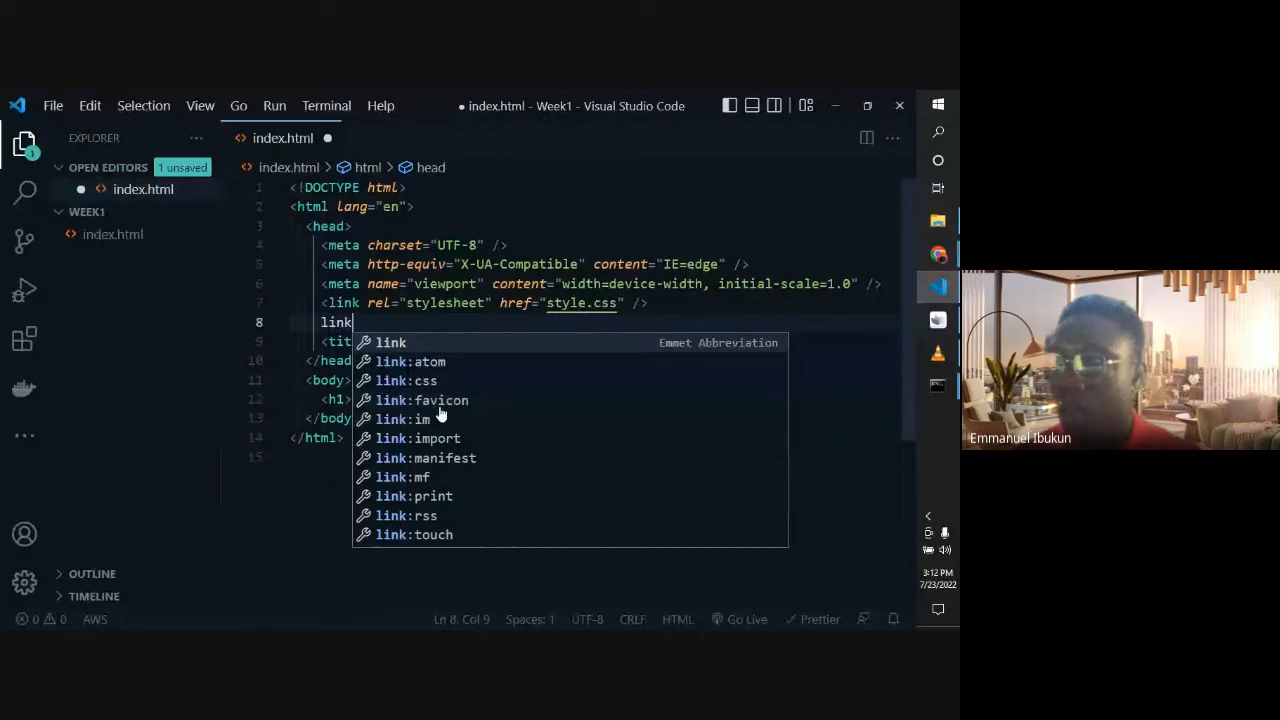 File Edit Selection View Go Run Terminal Help
● index.html - Week1 - Visual Studio Code
EXPLORER
index.html
OPEN EDITORS 1 unsaved
index.html > html > head
index.html
WEEK1
index.html
1 <!DOCTYPE html>
2 <html lang="en">
3 <head>
4 <meta charset="UTF-8" />
5 <meta http-equiv="X-UA-Compatible" content="IE=edge" />
6 <meta name="viewport" content="width=device-width, initial-scale=1.0" />
7 <link rel="stylesheet" href="style.css" />
8 link
9 <tit
10 </head
11 <body>
12 <h1>
13 </body
14 </html>
15
link Emmet Abbreviation
link:atom
link:css
link:favicon
link:im
link:import
link:manifest
link:mf
link:print
link:rss
link:touch
1
OUTLINE
TIMELINE
0 0 AWS
Ln 8, Col 9 Spaces: 1 UTF-8 CRLF HTML Go Live Prettier
3:12 PM
7/23/2022
Emmanuel Ibukun